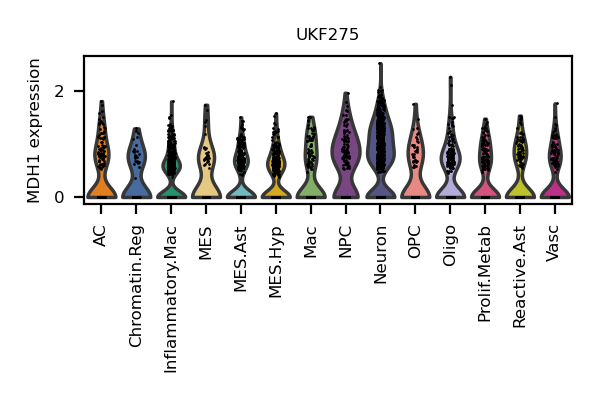 UKF275
MDH1 expression
2
0
AC
Chromatin.Reg
Inflammatory.Mac
MES
MES.Ast
MES.Hyp
Mac
NPC
Neuron
OPC
Oligo
Prolif.Metab
Reactive.Ast
Vasc